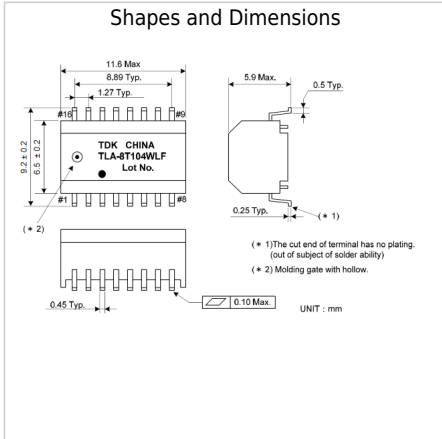 Shapes and Dimensions
11.6 Max
8.89 Typ.
1.27 Typ.
5.9 Max.
0.5 Typ.
#16
#9
9.2 ± 0.2
6.5 ± 0.2
TDK CHINA
TLA-8T104WLF
Lot No.
#1
#8
(* 2)
0.25 Typ.
(* 1)
(* 1)The cut end of terminal has no plating.
(out of subject of solder ability)
(* 2) Molding gate with hollow.
0.45 Typ.
0.10 Max.
UNIT : mm